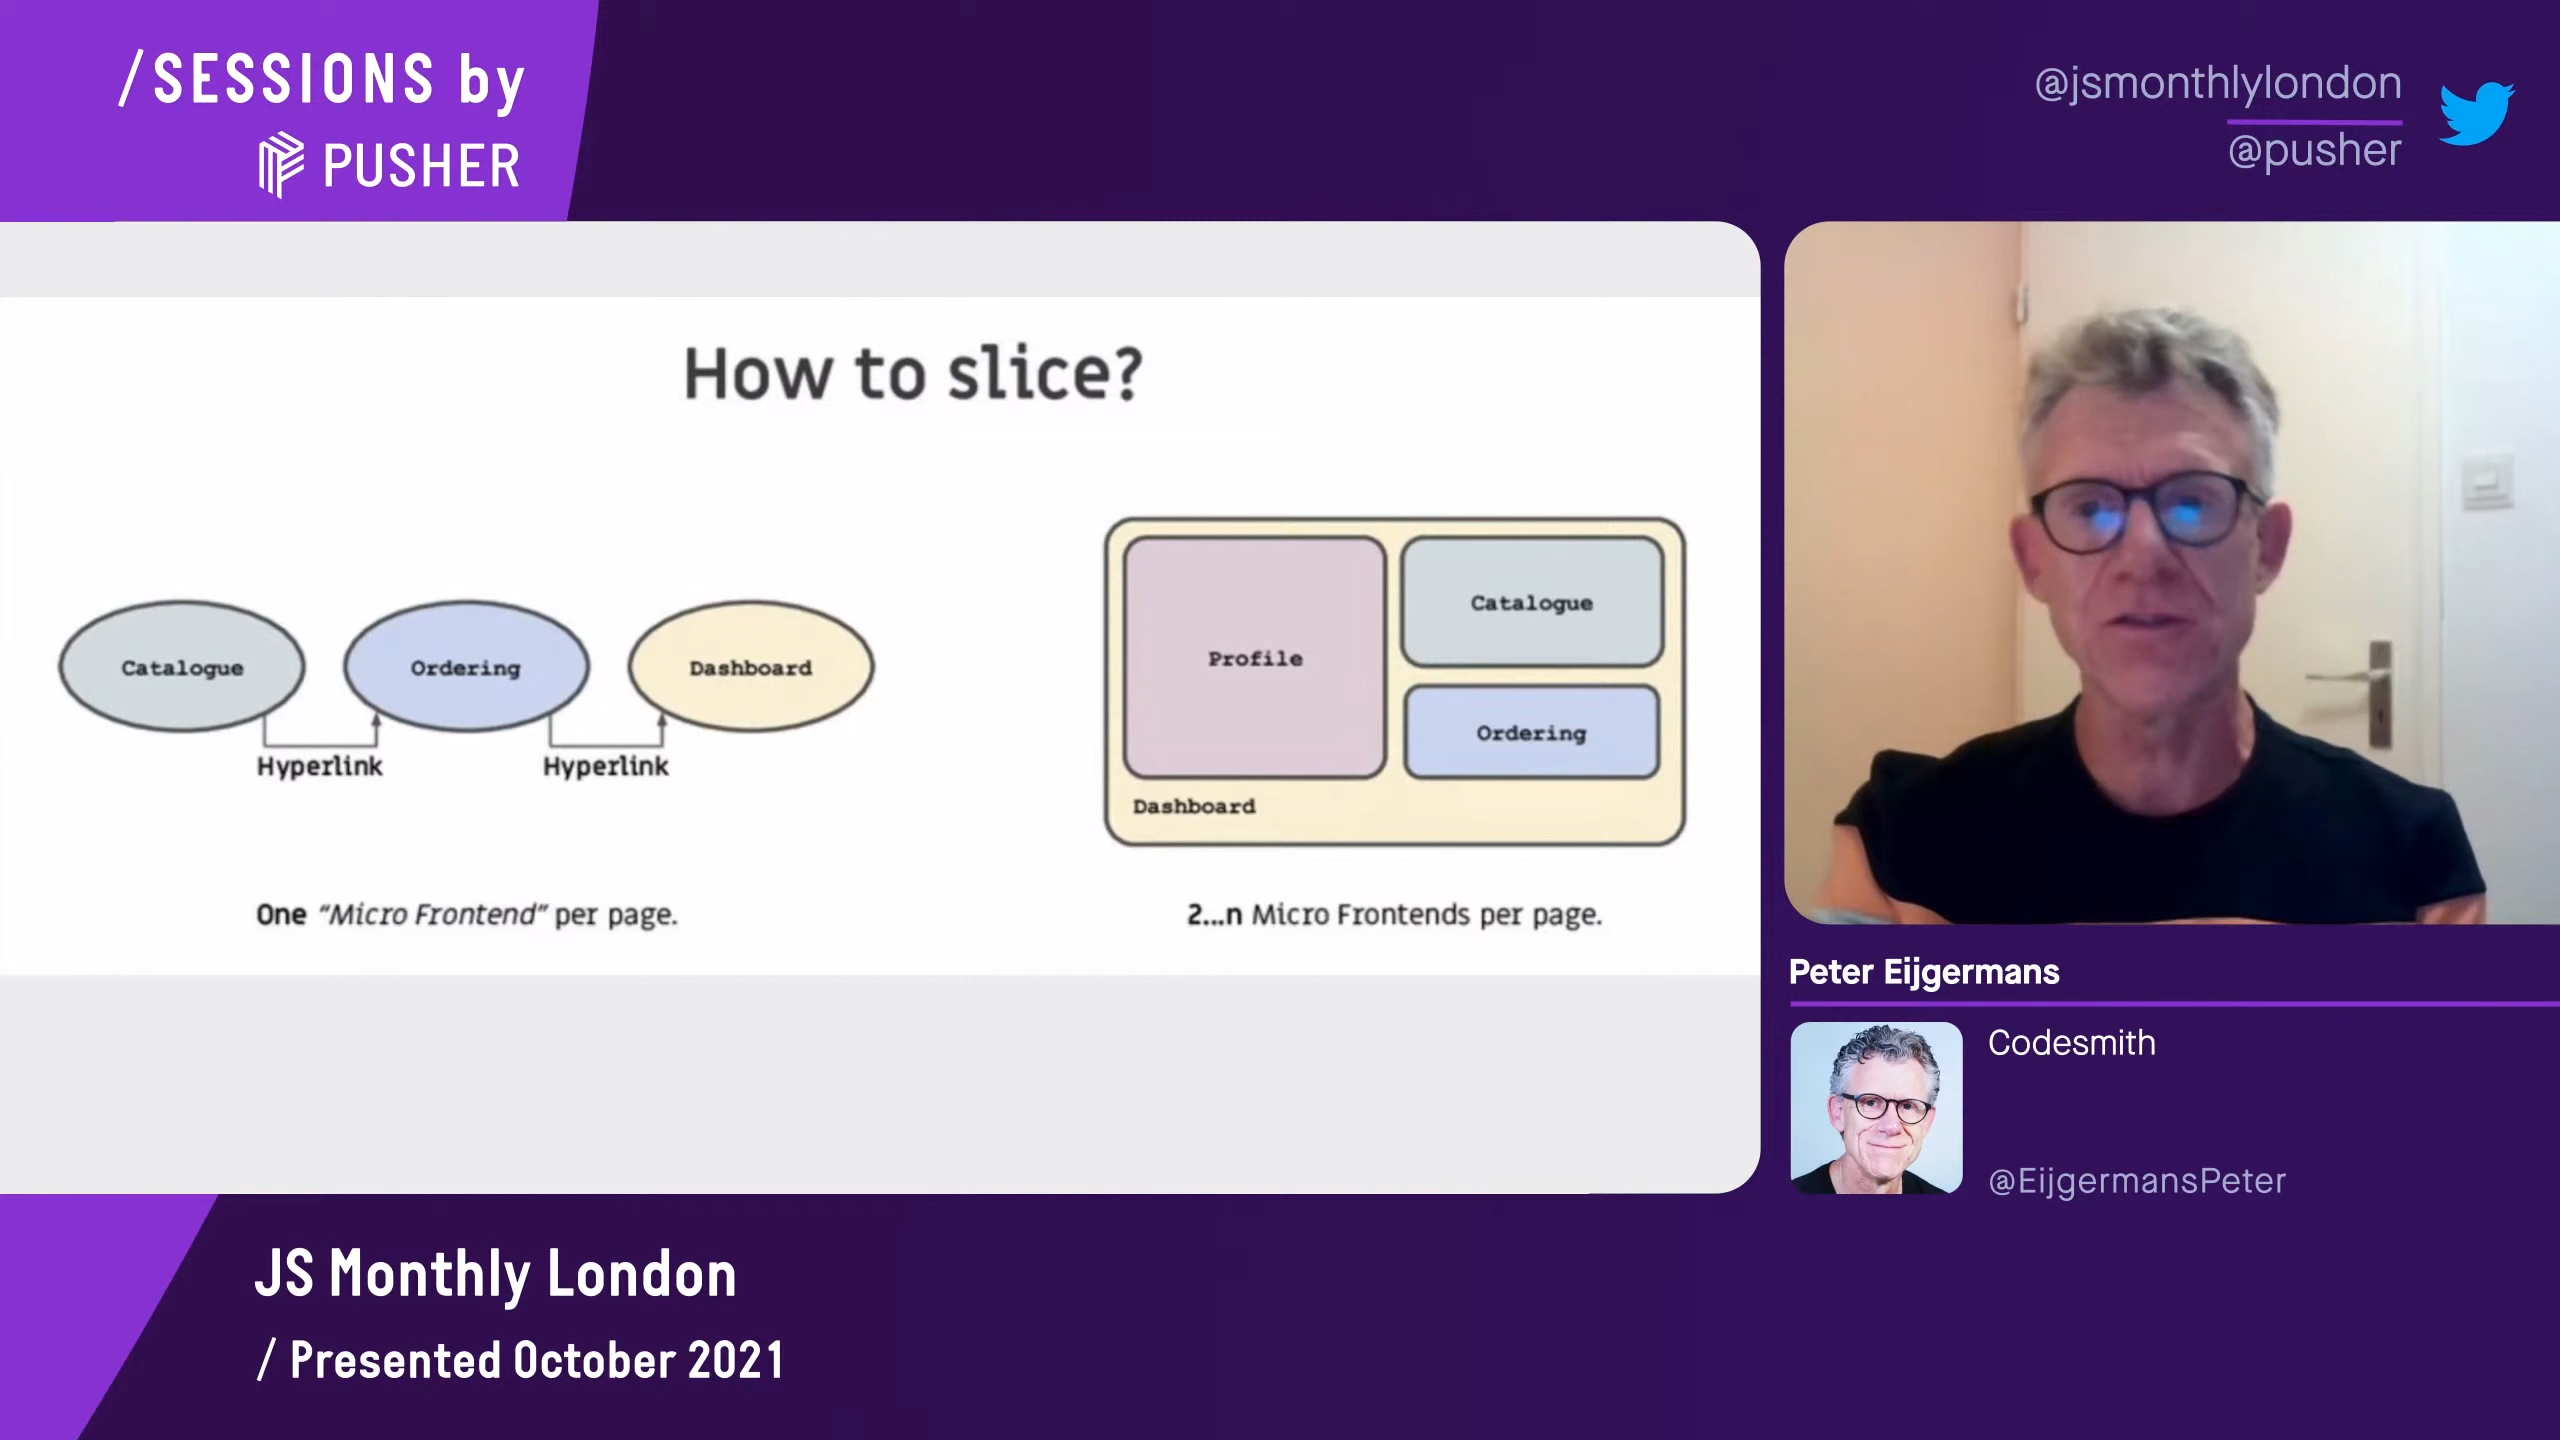 /SESSIONS by
PUSHER
@jsmonthlylondon
@pusher
How to slice?
Catalogue
Ordering
Dashboard
Hyperlink
Hyperlink
One “Micro Frontend” per page.
Profile
Catalogue
Ordering
Dashboard
2...n Micro Frontends per page.
Peter Eijgermans
Codesmith
@EijgermansPeter
JS Monthly London
/ Presented October 2021